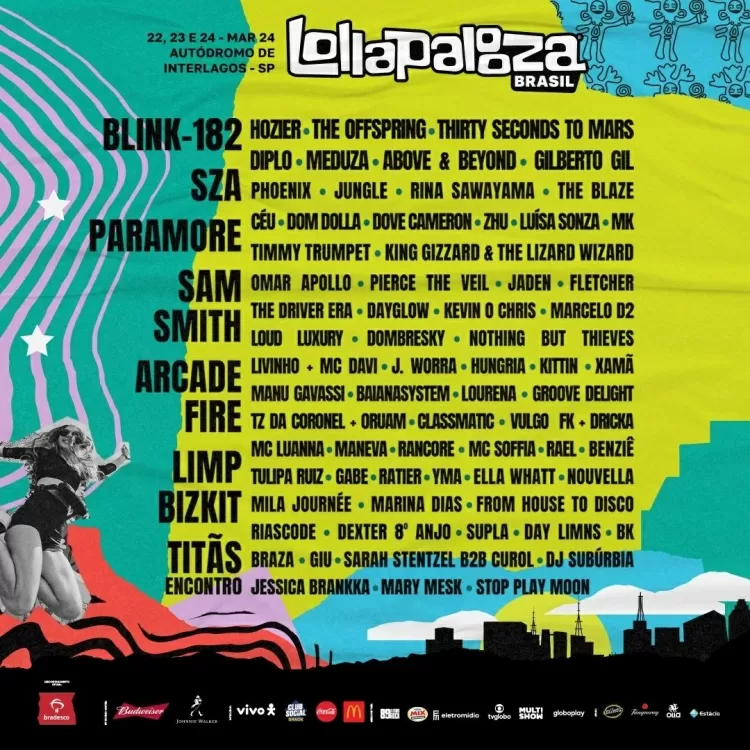 22, 23 E 24 - MAR 24
AUTÓDROMO DE
INTERLAGOS - SP
Lollapalooza
BRASIL
BLINK-182
SZA
PARAMORE
SAM
SMITH
ARCADE
FIRE
LIMP
BIZKIT
TITÃS
ENCONTRO
HOZIER • THE OFFSPRING • THIRTY SECONDS TO MARS
DIPLO • MEDUZA • ABOVE & BEYOND • GILBERTO GIL
PHOENIX • JUNGLE • RINA SAWAYAMA • THE BLAZE
CÉU • DOM DOLLA • DOVE CAMERON • ZHU • LUÍSA SONZA • MK
TIMMY TRUMPET • KING GIZZARD & THE LIZARD WIZARD
OMAR APOLLO • PIERCE THE VEIL • JADEN • FLETCHER
THE DRIVER ERA • DAYGLOW • KEVIN O CHRIS • MARCELO D2
LOUD LUXURY • DOMBRESKY • NOTHING BUT THIEVES
LIVINHO + MC DAVI • J. WORRA • HUNGRIA • KITTIN • XAMÃ
MANU GAVASSI • BAIANASYSTEM • LOURENA • GROOVE DELIGHT
TZ DA CORONEL + ORUAM • CLASSMATIC • VULGO FK + DRICKA
MC LUANNA • MANEVA • RANCORE • MC SOFFIA • RAEL • BENZIÊ
TULIPA RUIZ • GABE • RATIER • YMA • ELLA WHATT • NOUVELLA
MILA JOURNÉE • MARINA DIAS • FROM HOUSE TO DISCO
RIASCODE • DEXTER 8º ANJO • SUPLA • DAY LIMNS • BK
BRAZA • GIU • SARAH STENTZEL B2B CUROL • DJ SUBÚRBIA
JESSICA BRANKKA • MARY MESK • STOP PLAY MOON
bradesco
Budweiser
JOHNNIE WALKER
vivo
CLUB SOCIAL
Coca-Cola
M
MIX
eletromidia
tvglobo
MULTI SHOW
globoplay
Tanqueray
Estácio